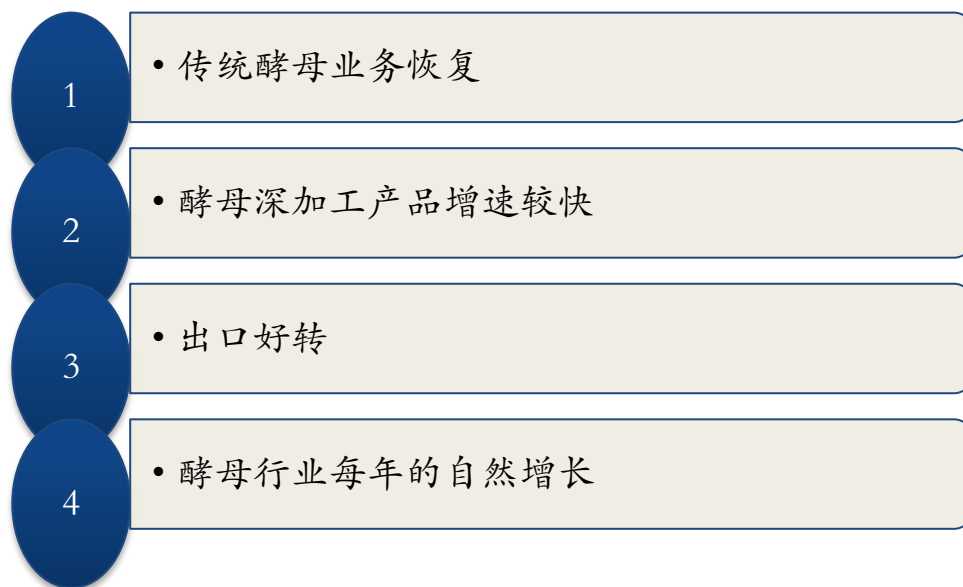 1
• 传统酵母业务恢复
2
• 酵母深加工产品增速较快
3
• 出口好转
4
• 酵母行业每年的自然增长